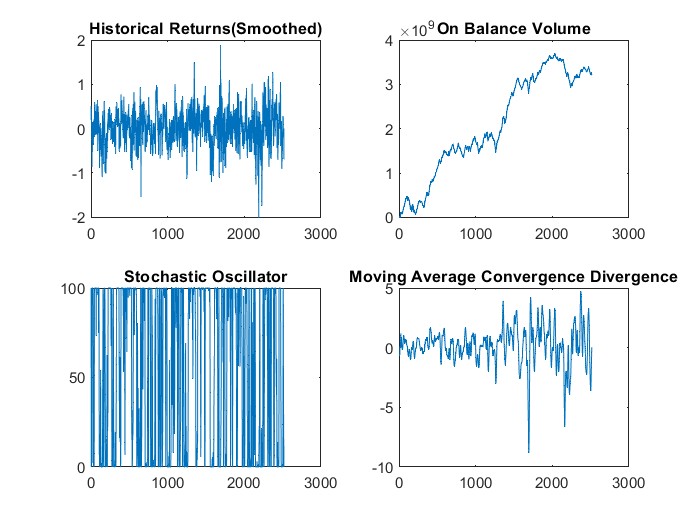 Historical Returns(Smoothed)
2
1
0
-1
-2
0 1000 2000 3000
×10⁹ On Balance Volume
4
3
2
1
0
0 1000 2000 3000
Stochastic Oscillator
100
50
0
0 1000 2000 3000
Moving Average Convergence Divergence
5
0
-5
-10
0 1000 2000 3000